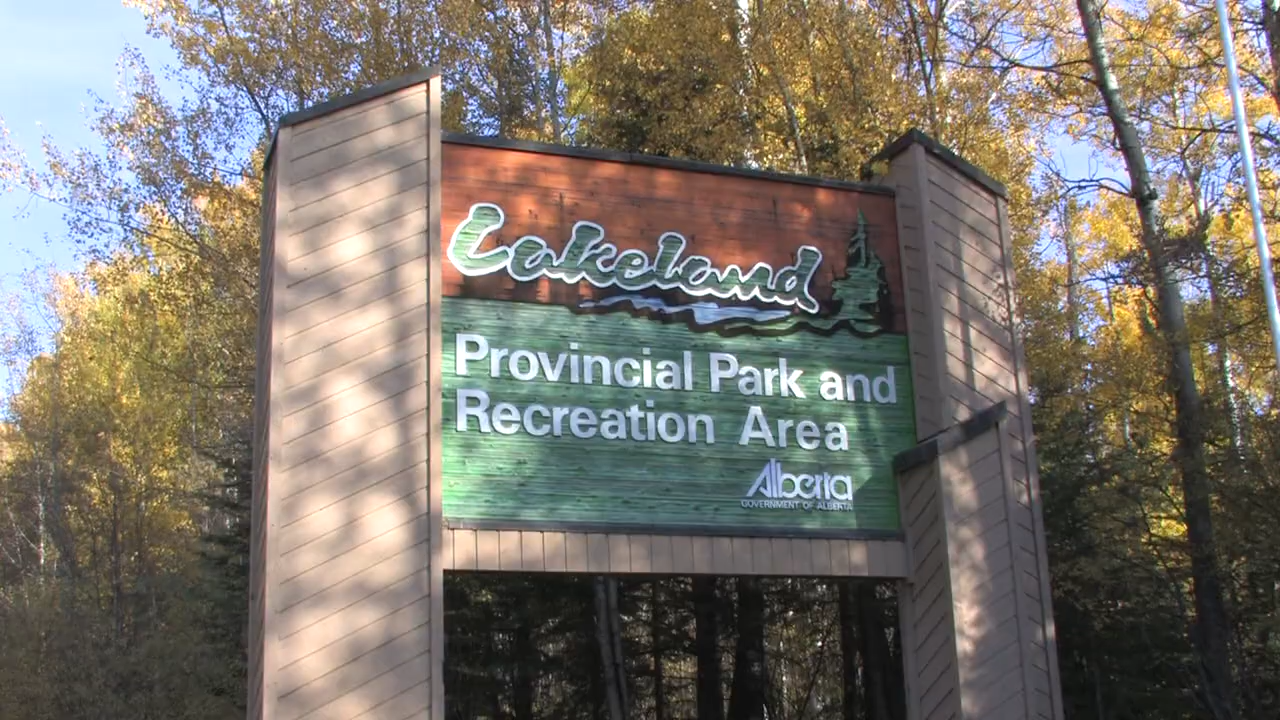 Lakeland
Provincial Park and
Recreation Area
Alberta
GOVERNMENT OF ALBERTA